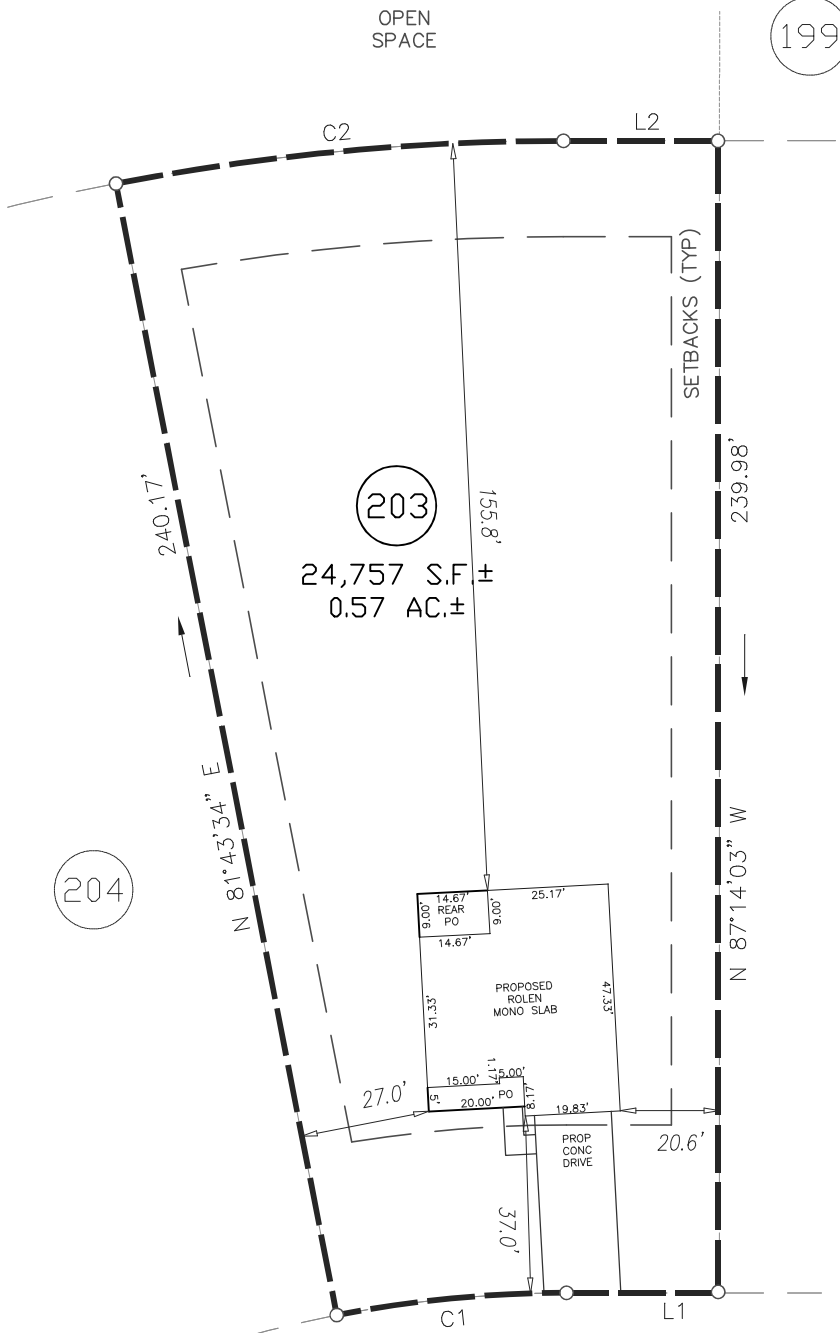 OPEN
SPACE
199
C2
L2
SETBACKS (TYP)
240.17'
239.98'
155.8'
203
24,757 S.F.±
0.57 AC.±
N 81°43'34" E
N 87°14'03" W
204
14.67'
25.17'
9.00'
REAR
PO
9.00'
14.67'
31.33'
PROPOSED
ROLEN
MONO SLAB
47.33'
1.17'
5.00'
15.00'
PO
5'
20.00'
8.17'
19.83'
27.0'
20.6'
PROP
CONC
DRIVE
37.0'
C1
L1